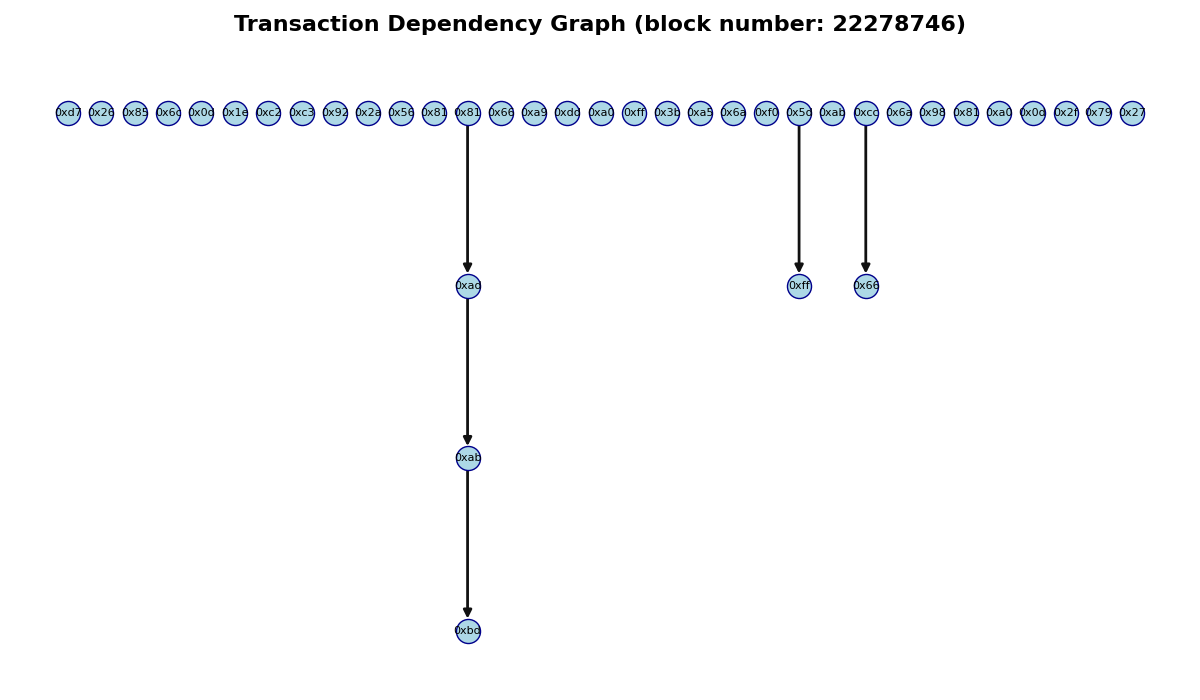 Transaction Dependency Graph (block number: 22278746)
0xd7 0x26 0x85 0x6c 0x0d 0x1e 0xc2 0xc3 0x92 0x2a 0x56 0x81 0x81 0x66 0xa9 0xdd 0xa0 0xff 0x3b 0xa5 0x6a 0xf0 0x5d 0xab 0xcc 0x6a 0x98 0x81 0xa0 0x0d 0x2f 0x79 0x27
0xad 0xff 0x66
0xab
0xbd